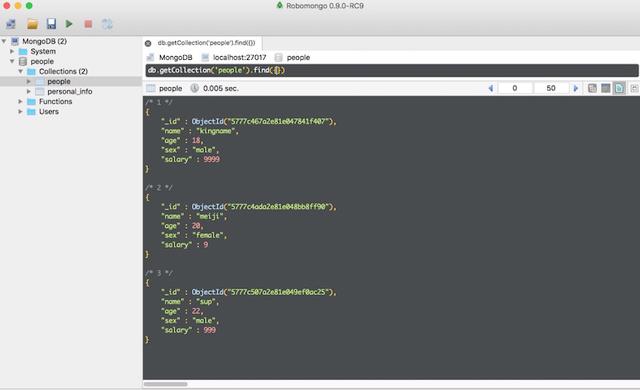 Robomongo 0.9.0-RC9
MongoDB (2)
System
people
Collections (2)
people
personal_info
Functions
Users
db.getCollection('people').find({})
MongoDB localhost:27017 people
db.getCollection('people').find({})
people 0.005 sec. 0 50
/* 1 */
{
"_id" : ObjectId("5777c467a2e81e047841f407"),
"name" : "kingname",
"age" : 18,
"sex" : "male",
"salary" : 9999
}
/* 2 */
{
"_id" : ObjectId("5777c4ada2e81e048bb8ff90"),
"name" : "meiji",
"age" : 20,
"sex" : "female",
"salary" : 9
}
/* 3 */
{
"_id" : ObjectId("5777c507a2e81e049ef0ac25"),
"name" : "sup",
"age" : 22,
"sex" : "male",
"salary" : 999
}